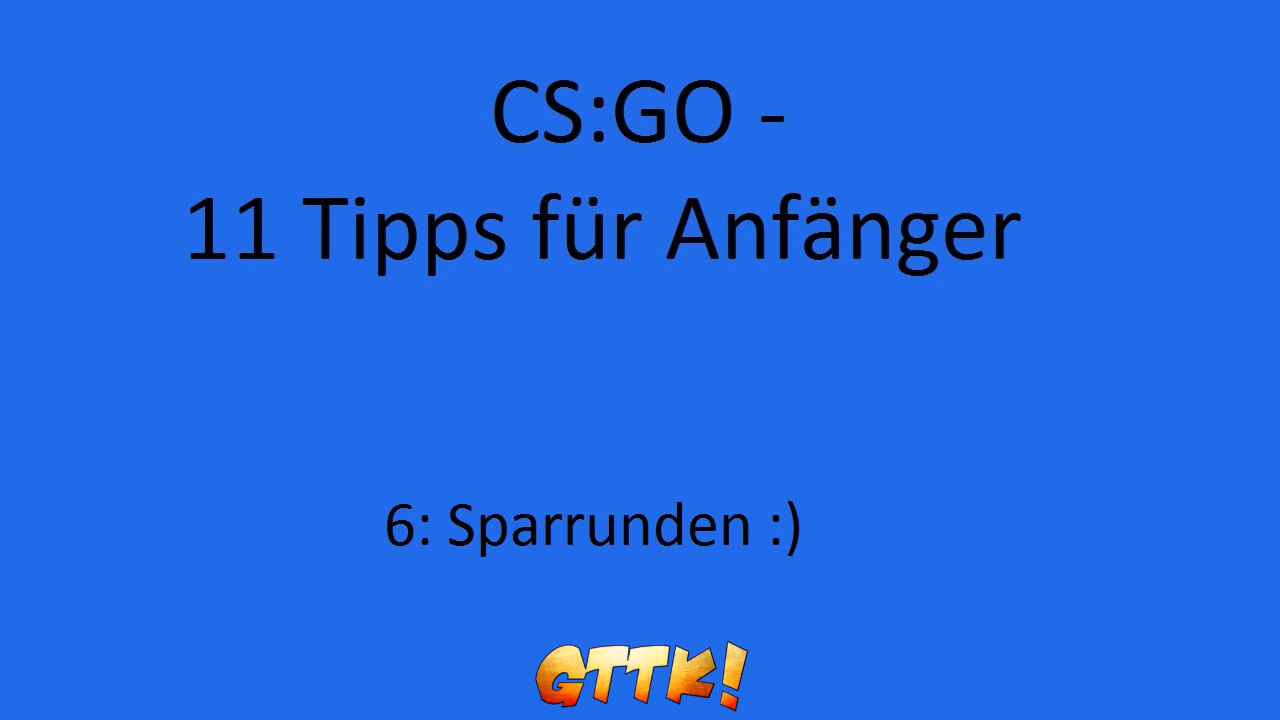 CS:GO -
11 Tipps für Anfänger
6: Sparrunden :)
GTTK!